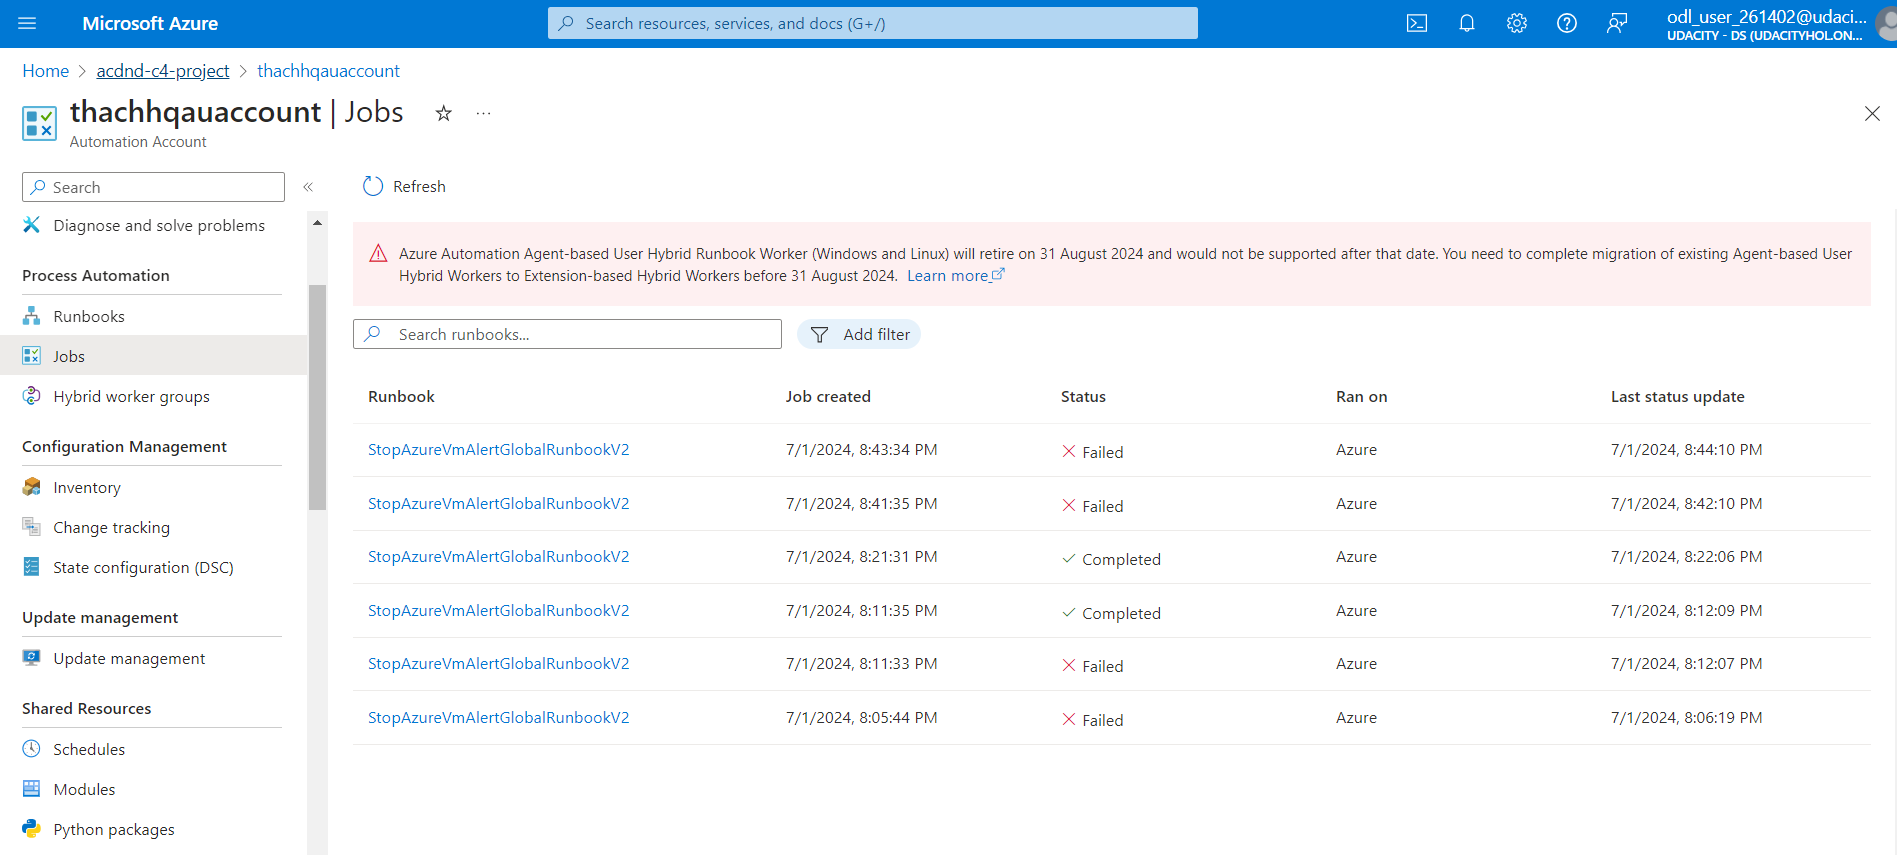 Microsoft Azure
Search resources, services, and docs (G+/)
odl_user_261402@udaci...
UDACITY - DS (UDACITYHOL.ON...
Home > acdnd-c4-project > thachhqauaccount
thachhqauaccount | Jobs
Automation Account
Search
Refresh
Diagnose and solve problems
Process Automation
Runbooks
Jobs
Hybrid worker groups
Configuration Management
Inventory
Change tracking
State configuration (DSC)
Update management
Update management
Shared Resources
Schedules
Modules
Python packages
Azure Automation Agent-based User Hybrid Runbook Worker (Windows and Linux) will retire on 31 August 2024 and would not be supported after that date. You need to complete migration of existing Agent-based User
Hybrid Workers to Extension-based Hybrid Workers before 31 August 2024. Learn more
Search runbooks...
Add filter
Runbook Job created Status Ran on Last status update
StopAzureVmAlertGlobalRunbookV2 7/1/2024, 8:43:34 PM Failed Azure 7/1/2024, 8:44:10 PM
StopAzureVmAlertGlobalRunbookV2 7/1/2024, 8:41:35 PM Failed Azure 7/1/2024, 8:42:10 PM
StopAzureVmAlertGlobalRunbookV2 7/1/2024, 8:21:31 PM Completed Azure 7/1/2024, 8:22:06 PM
StopAzureVmAlertGlobalRunbookV2 7/1/2024, 8:11:35 PM Completed Azure 7/1/2024, 8:12:09 PM
StopAzureVmAlertGlobalRunbookV2 7/1/2024, 8:11:33 PM Failed Azure 7/1/2024, 8:12:07 PM
StopAzureVmAlertGlobalRunbookV2 7/1/2024, 8:05:44 PM Failed Azure 7/1/2024, 8:06:19 PM